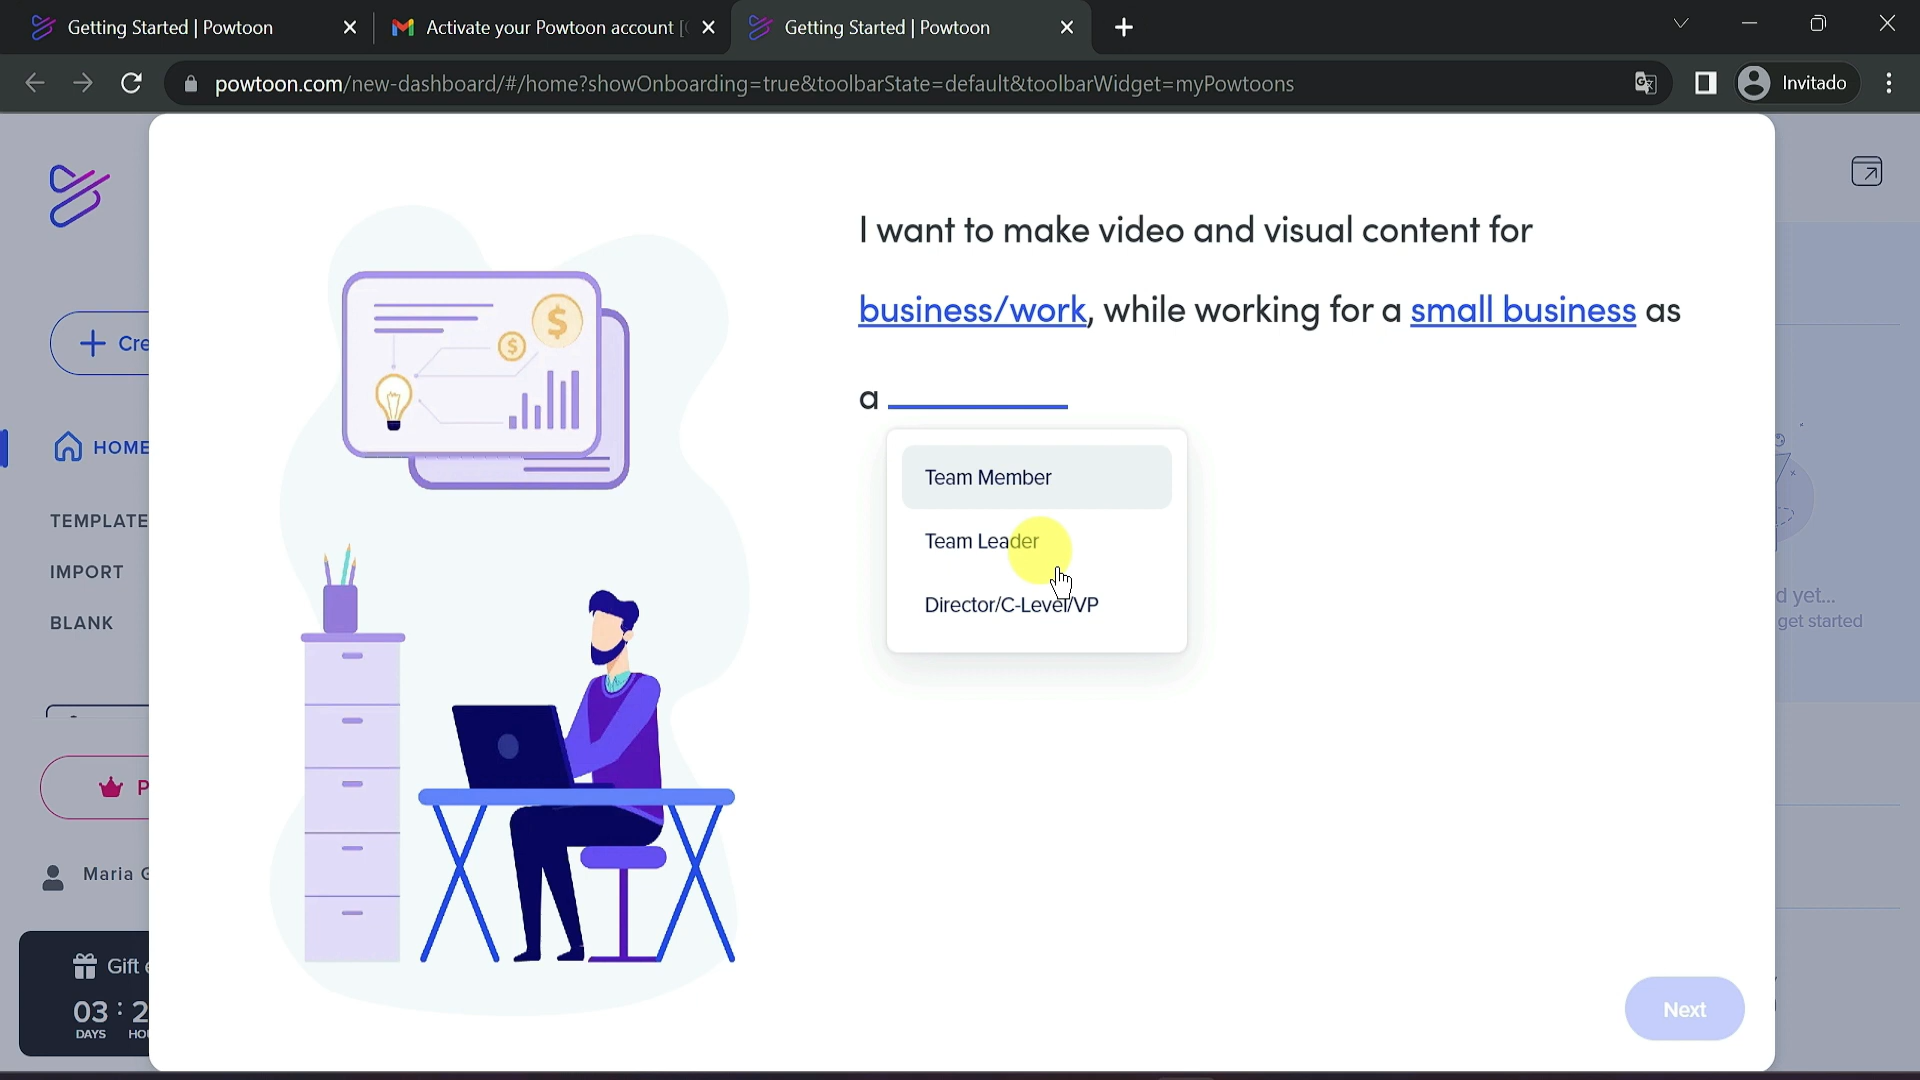 Getting Started | Powtoon
Activate your Powtoon account [
Getting Started | Powtoon
powtoon.com/new-dashboard/#/home?showOnboarding=true&toolbarState=default&toolbarWidget=myPowtoons
Invitado
Cre
HOME
TEMPLATE
IMPORT
BLANK
P
Maria G
Gift
03 : 2
DAYS HOU
I want to make video and visual content for
business/work, while working for a small business as
a
Team Member
Team Leader
Director/C-Level/VP
d yet...
get started
Next